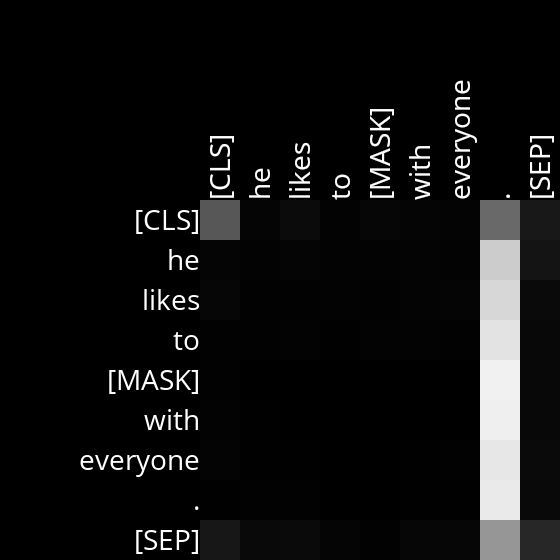 [CLS] he likes to [MASK] with everyone . [SEP]
[CLS]
he
likes
to
[MASK]
with
everyone
.
[SEP]